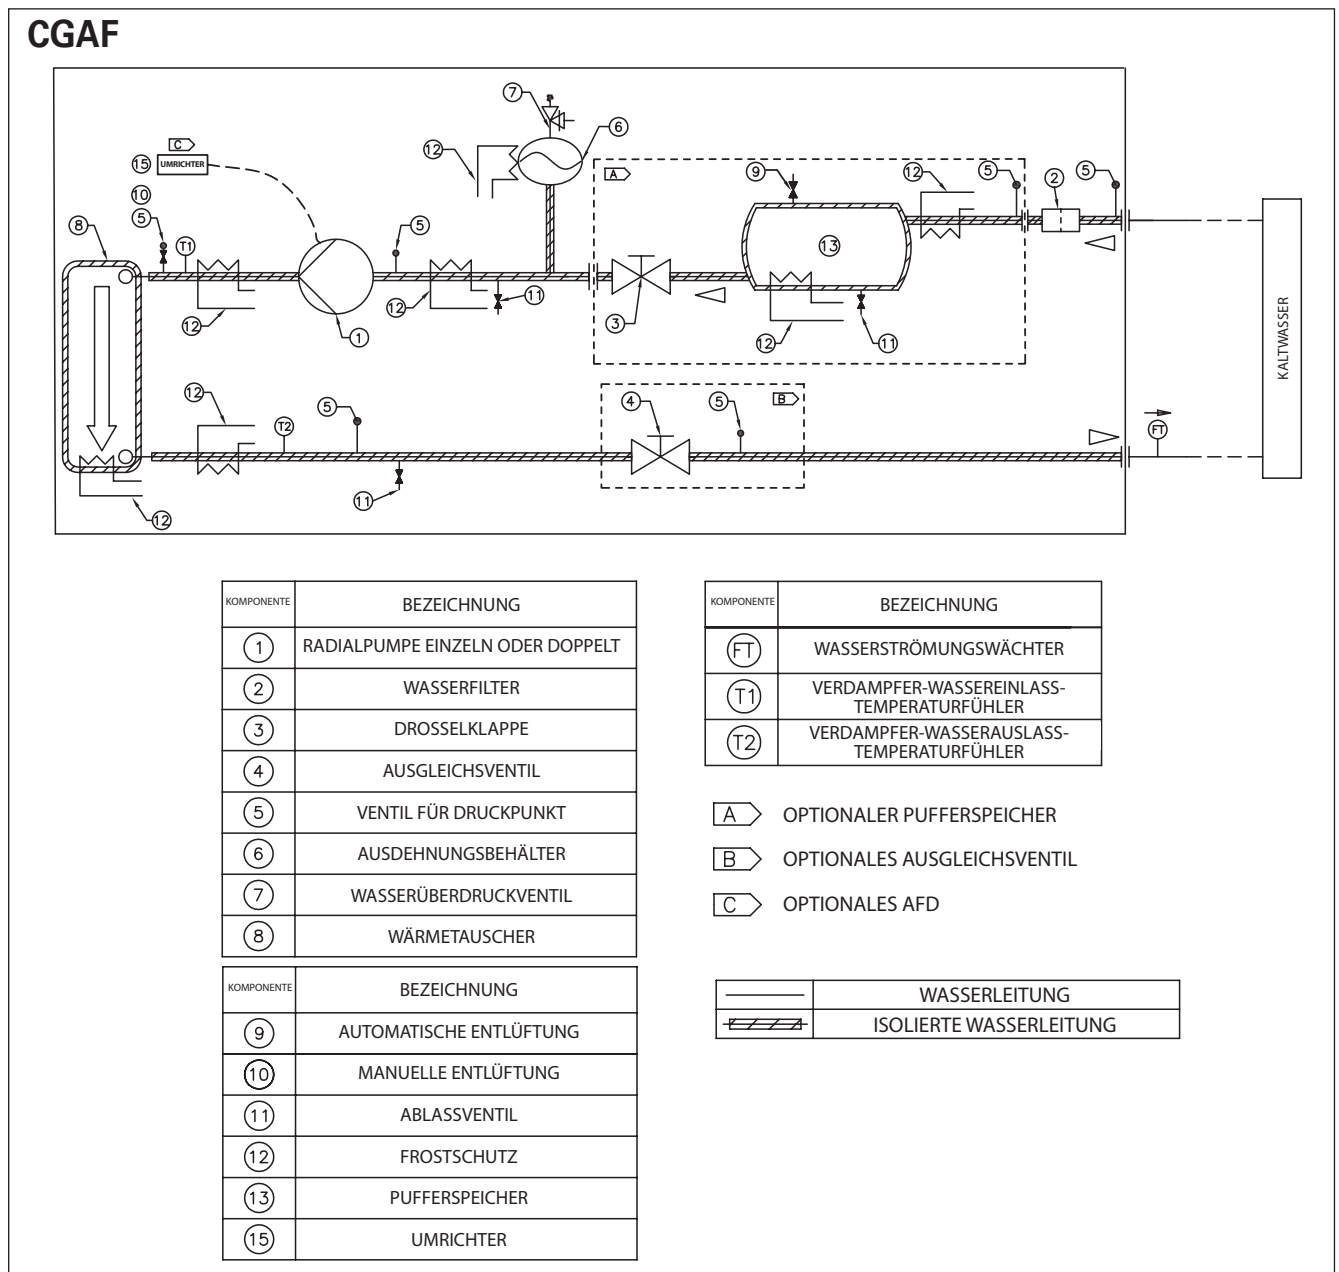 CGAF
7
6
12
C
15 UMRICHTER
10
5
8
T1
5
12
12
11
1
A
9
12
5
2
5
13
3
12
11
KALTWASSER
12
T2
5
11
12
4
5
B
FT
KOMPONENTE BEZEICHNUNG
1 RADIALPUMPE EINZELN ODER DOPPELT
2 WASSERFILTER
3 DROSSELKLAPPE
4 AUSGLEICHSVENTIL
5 VENTIL FÜR DRUCKPUNKT
6 AUSDEHNUNGSBEHÄLTER
7 WASSERÜBERDRUCKVENTIL
8 WÄRMETAUSCHER
KOMPONENTE BEZEICHNUNG
9 AUTOMATISCHE ENTLÜFTUNG
10 MANUELLE ENTLÜFTUNG
11 ABLASSVENTIL
12 FROSTSCHUTZ
13 PUFFERSPEICHER
15 UMRICHTER
KOMPONENTE BEZEICHNUNG
FT WASSERSTRÖMUNGSWÄCHTER
T1 VERDAMPFER-WASSEREINLASS-
TEMPERATURFÜHLER
T2 VERDAMPFER-WASSERAUSLASS-
TEMPERATURFÜHLER
A OPTIONALER PUFFERSPEICHER
B OPTIONALES AUSGLEICHSVENTIL
C OPTIONALES AFD
WASSERLEITUNG
ISOLIERTE WASSERLEITUNG